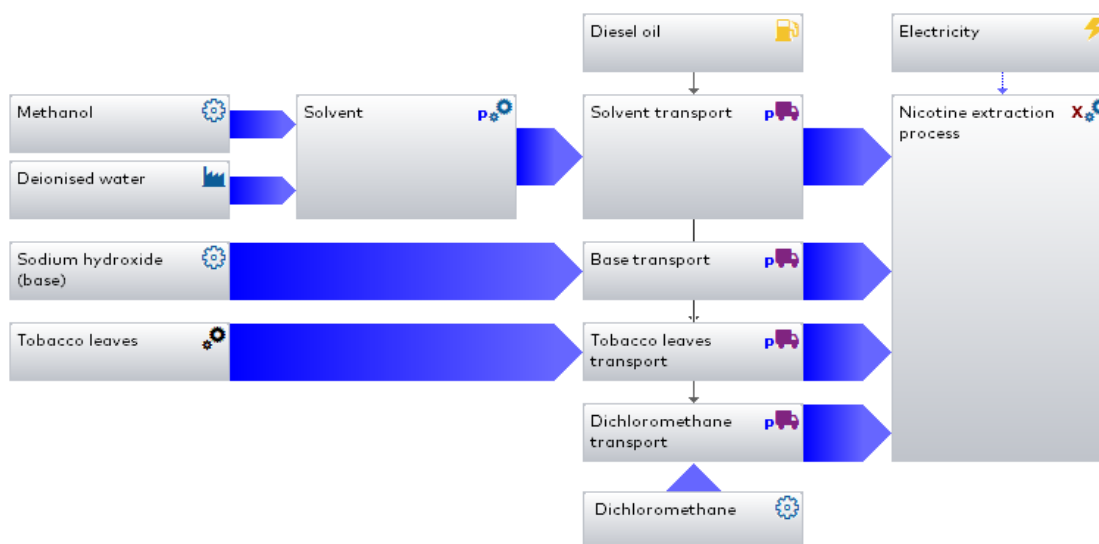 Diesel oil
Electricity
Methanol
Solvent
p
Solvent transport
p
Nicotine extraction
process
X
Deionised water
Sodium hydroxide
(base)
Base transport
p
Tobacco leaves
Tobacco leaves
transport
p
Dichloromethane
transport
p
Dichloromethane